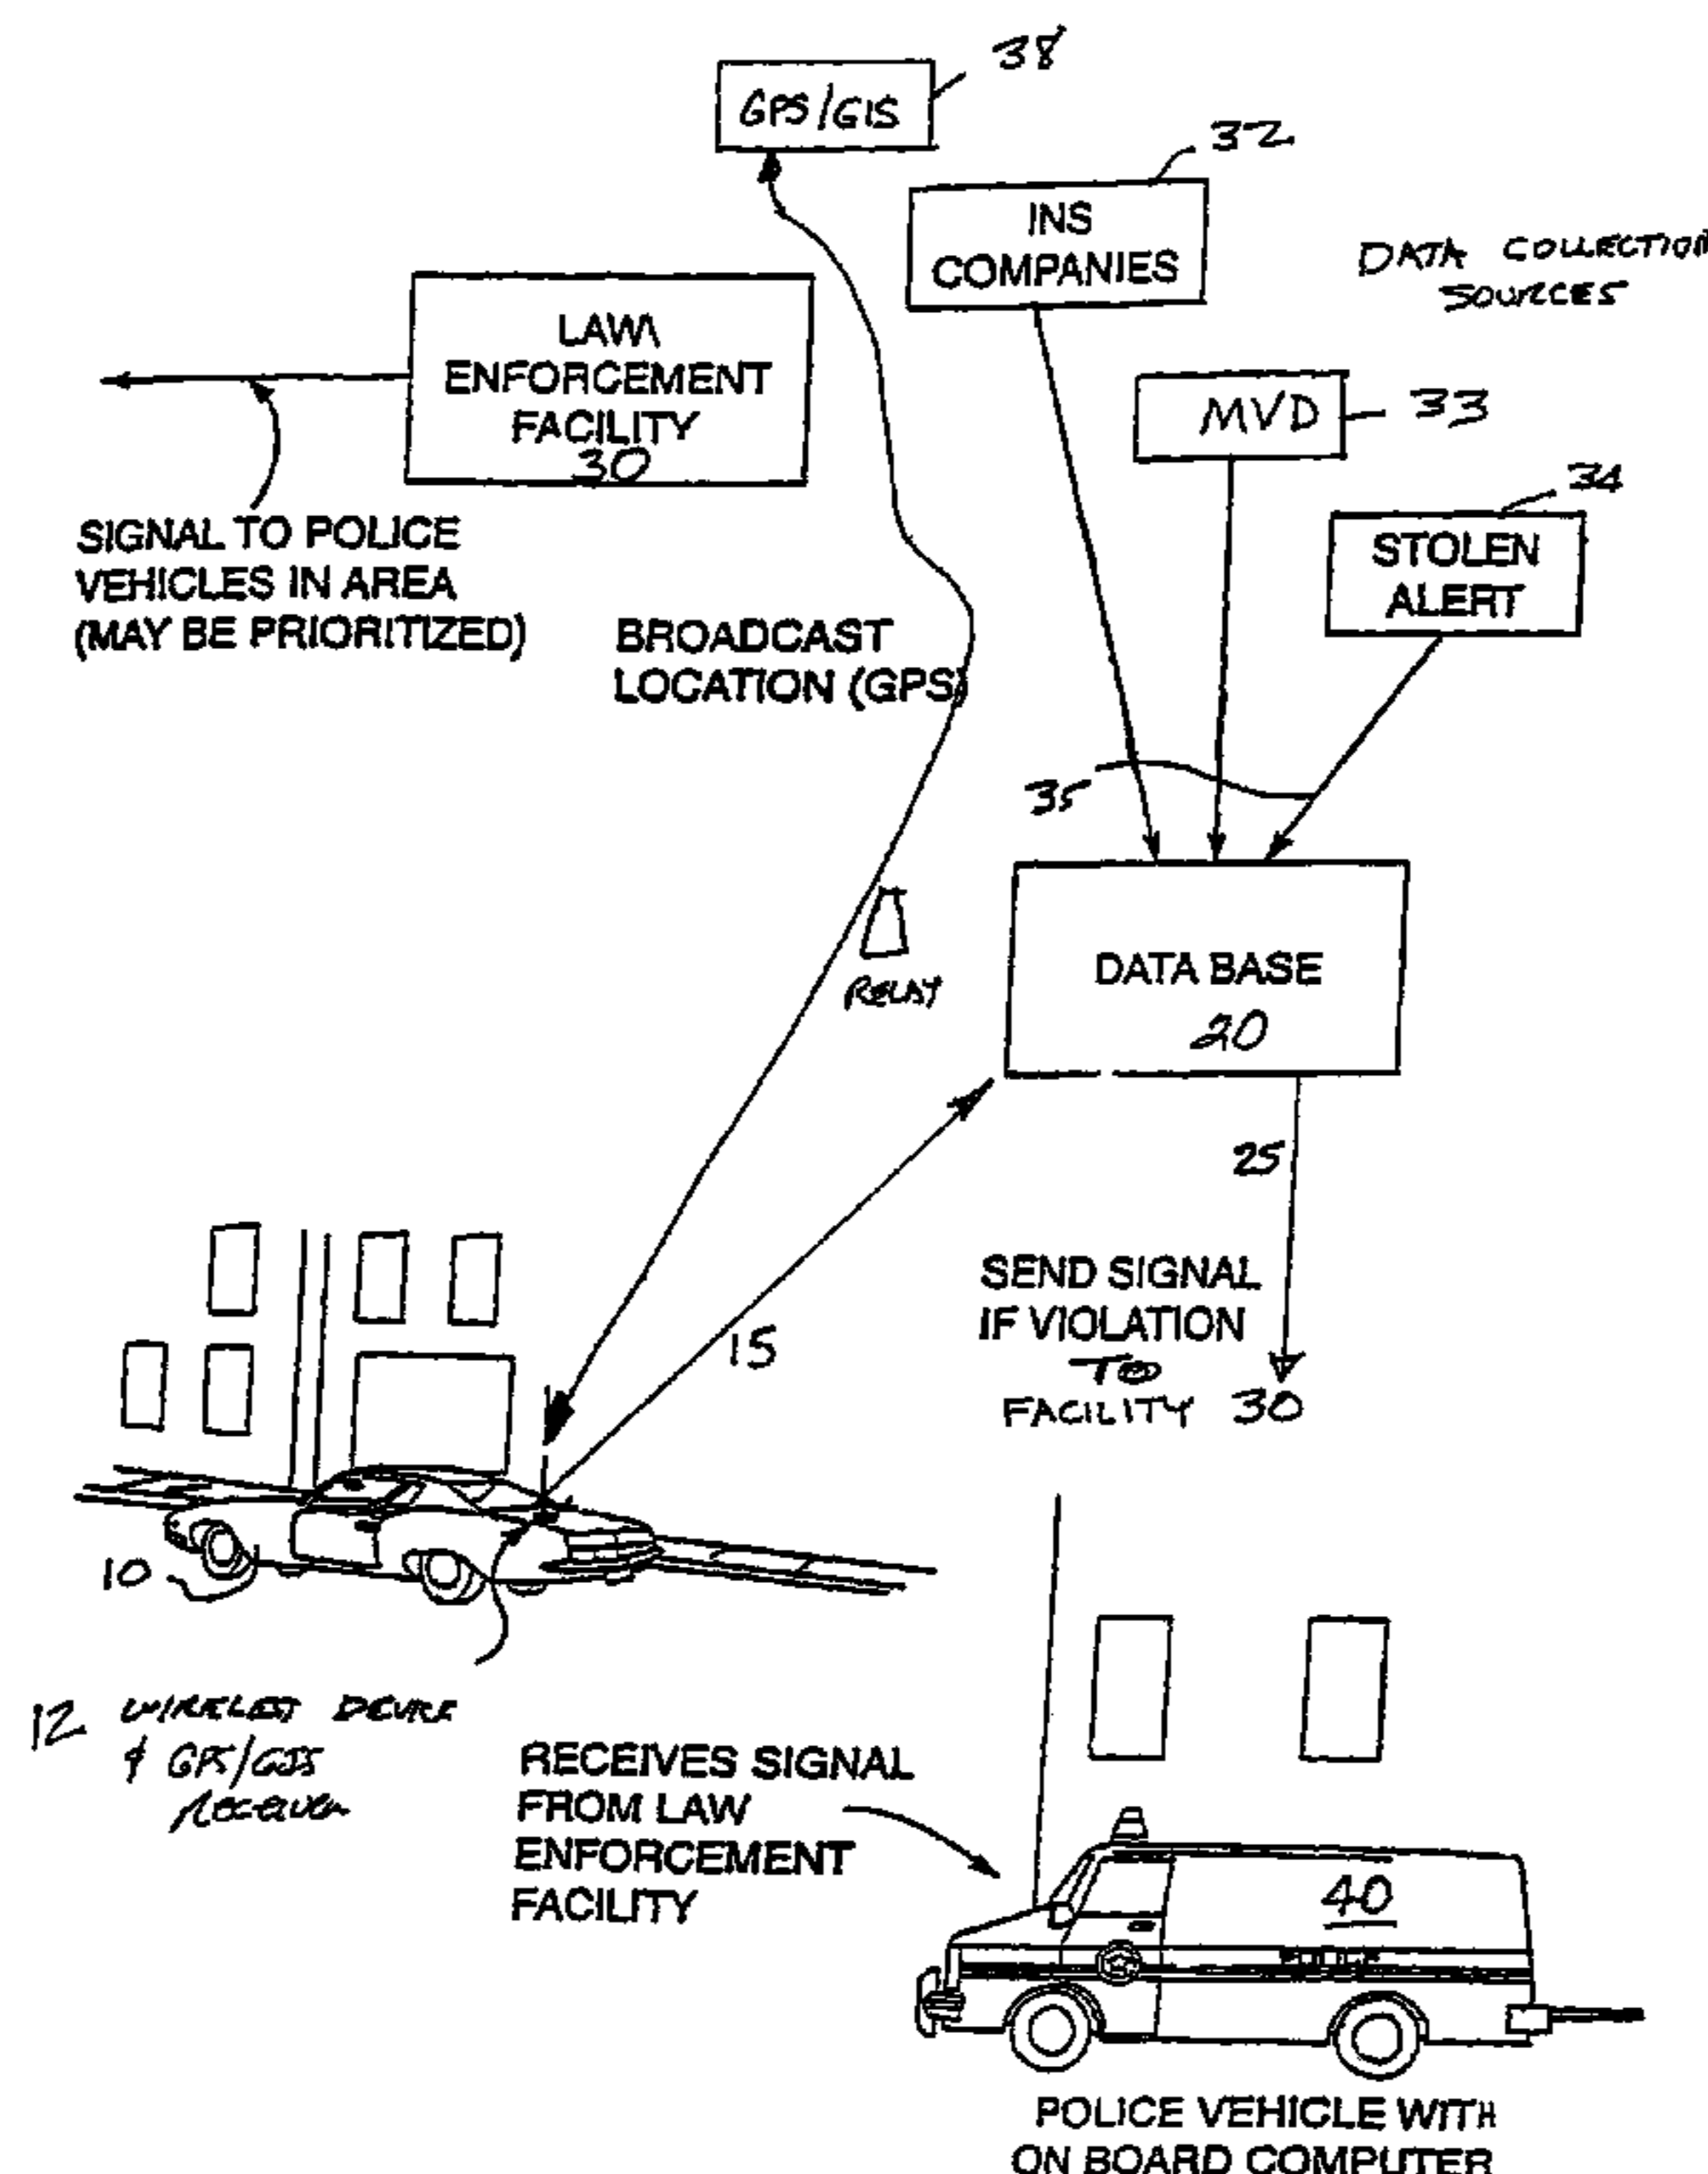 38
GPS/GIS
32
INS
COMPANIES
DATA COLLECTION
SOURCES
LAW\
ENFORCEMENT
FACILITY
30
MVD
33
34
STOLEN
ALERT
SIGNAL TO POLICE
VEHICLES IN AREA
(MAY BE PRIORITIZED)
BROADCAST
LOCATION (GPS)
35
RELAY
DATA BASE
20
25
15
SEND SIGNAL
IF VIOLATION
TO
FACILITY 30
10
12 WIRELESS DEVICE
& GPS/GIS
Receiver
RECEIVES SIGNAL
FROM LAW
ENFORCEMENT
FACILITY
40
POLICE VEHICLE WITH
ON BOARD COMPUTER